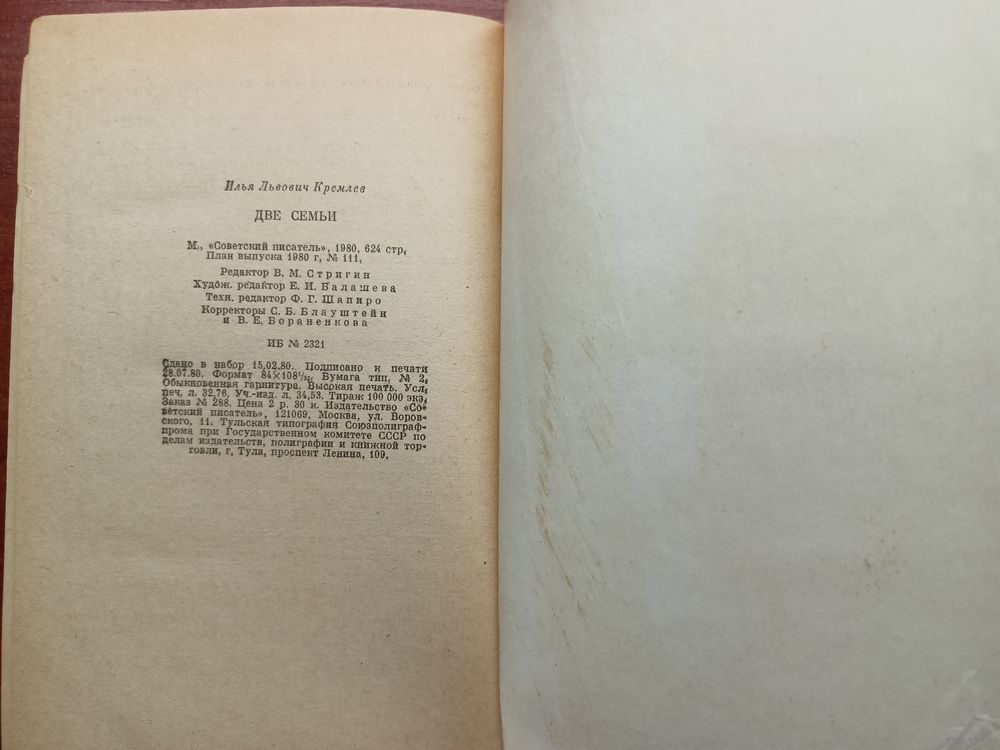 Илья Львович Кремлев
ДВЕ СЕМЬИ
М., «Советский писатель», 1980, 624 стр.
План выпуска 1980 г. № 111.
Редактор В. М. Стригин
Худож. редактор Е. И. Балашева
Техн. редактор Ф. Г. Шапиро
Корректоры С. Б. Блауштейн
и В. Е. Бораненкова
ИБ № 2321
Сдано в набор 15.02.80. Подписано к печати
28.07.80. Формат 84×108¹/₃₂. Бумага тип. № 2.
Обыкновенная гарнитура. Высокая печать. Усл.
печ. л. 32,76. Уч.-изд. л. 34,53. Тираж 100 000 экз.
Заказ № 288. Цена 2 р. 30 к. Издательство «Со-
ветский писатель», 121069, Москва, ул. Воров-
ского, 11. Тульская типография Союзполиграф-
прома при Государственном комитете СССР по
делам издательств, полиграфии и книжной тор-
говли, г. Тула, проспект Ленина, 109.